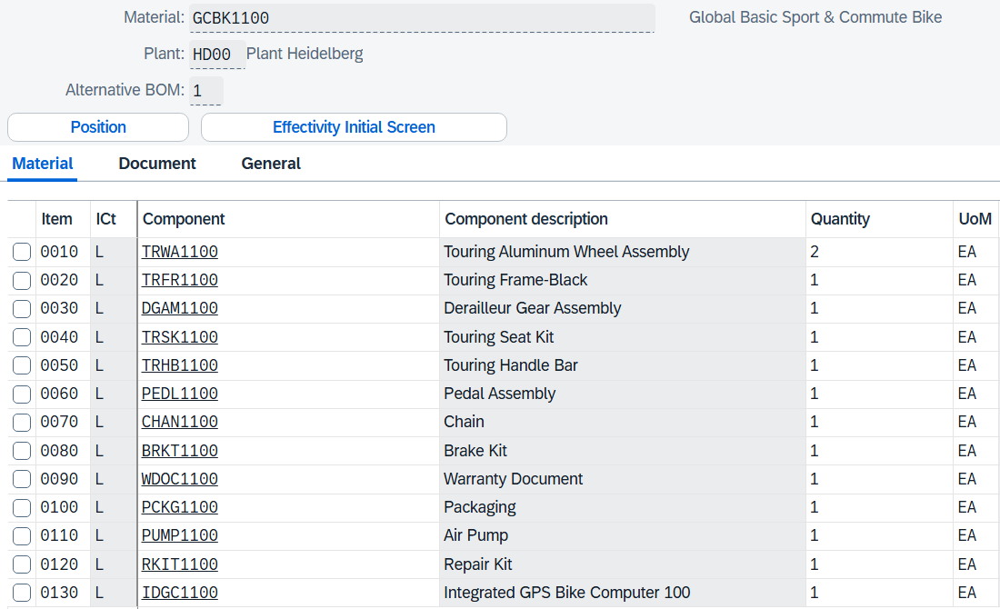 Material: GCBK1100 Global Basic Sport & Commute Bike
Plant: HD00 Plant Heidelberg
Alternative BOM: 1
Position Effectivity Initial Screen
Material Document General
Item ICt Component Component description Quantity UoM
0010 L TRWA1100 Touring Aluminum Wheel Assembly 2 EA
0020 L TRFR1100 Touring Frame-Black 1 EA
0030 L DGAM1100 Derailleur Gear Assembly 1 EA
0040 L TRSK1100 Touring Seat Kit 1 EA
0050 L TRHB1100 Touring Handle Bar 1 EA
0060 L PEDL1100 Pedal Assembly 1 EA
0070 L CHAN1100 Chain 1 EA
0080 L BRKT1100 Brake Kit 1 EA
0090 L WDOC1100 Warranty Document 1 EA
0100 L PCKG1100 Packaging 1 EA
0110 L PUMP1100 Air Pump 1 EA
0120 L RKIT1100 Repair Kit 1 EA
0130 L IDGC1100 Integrated GPS Bike Computer 100 1 EA